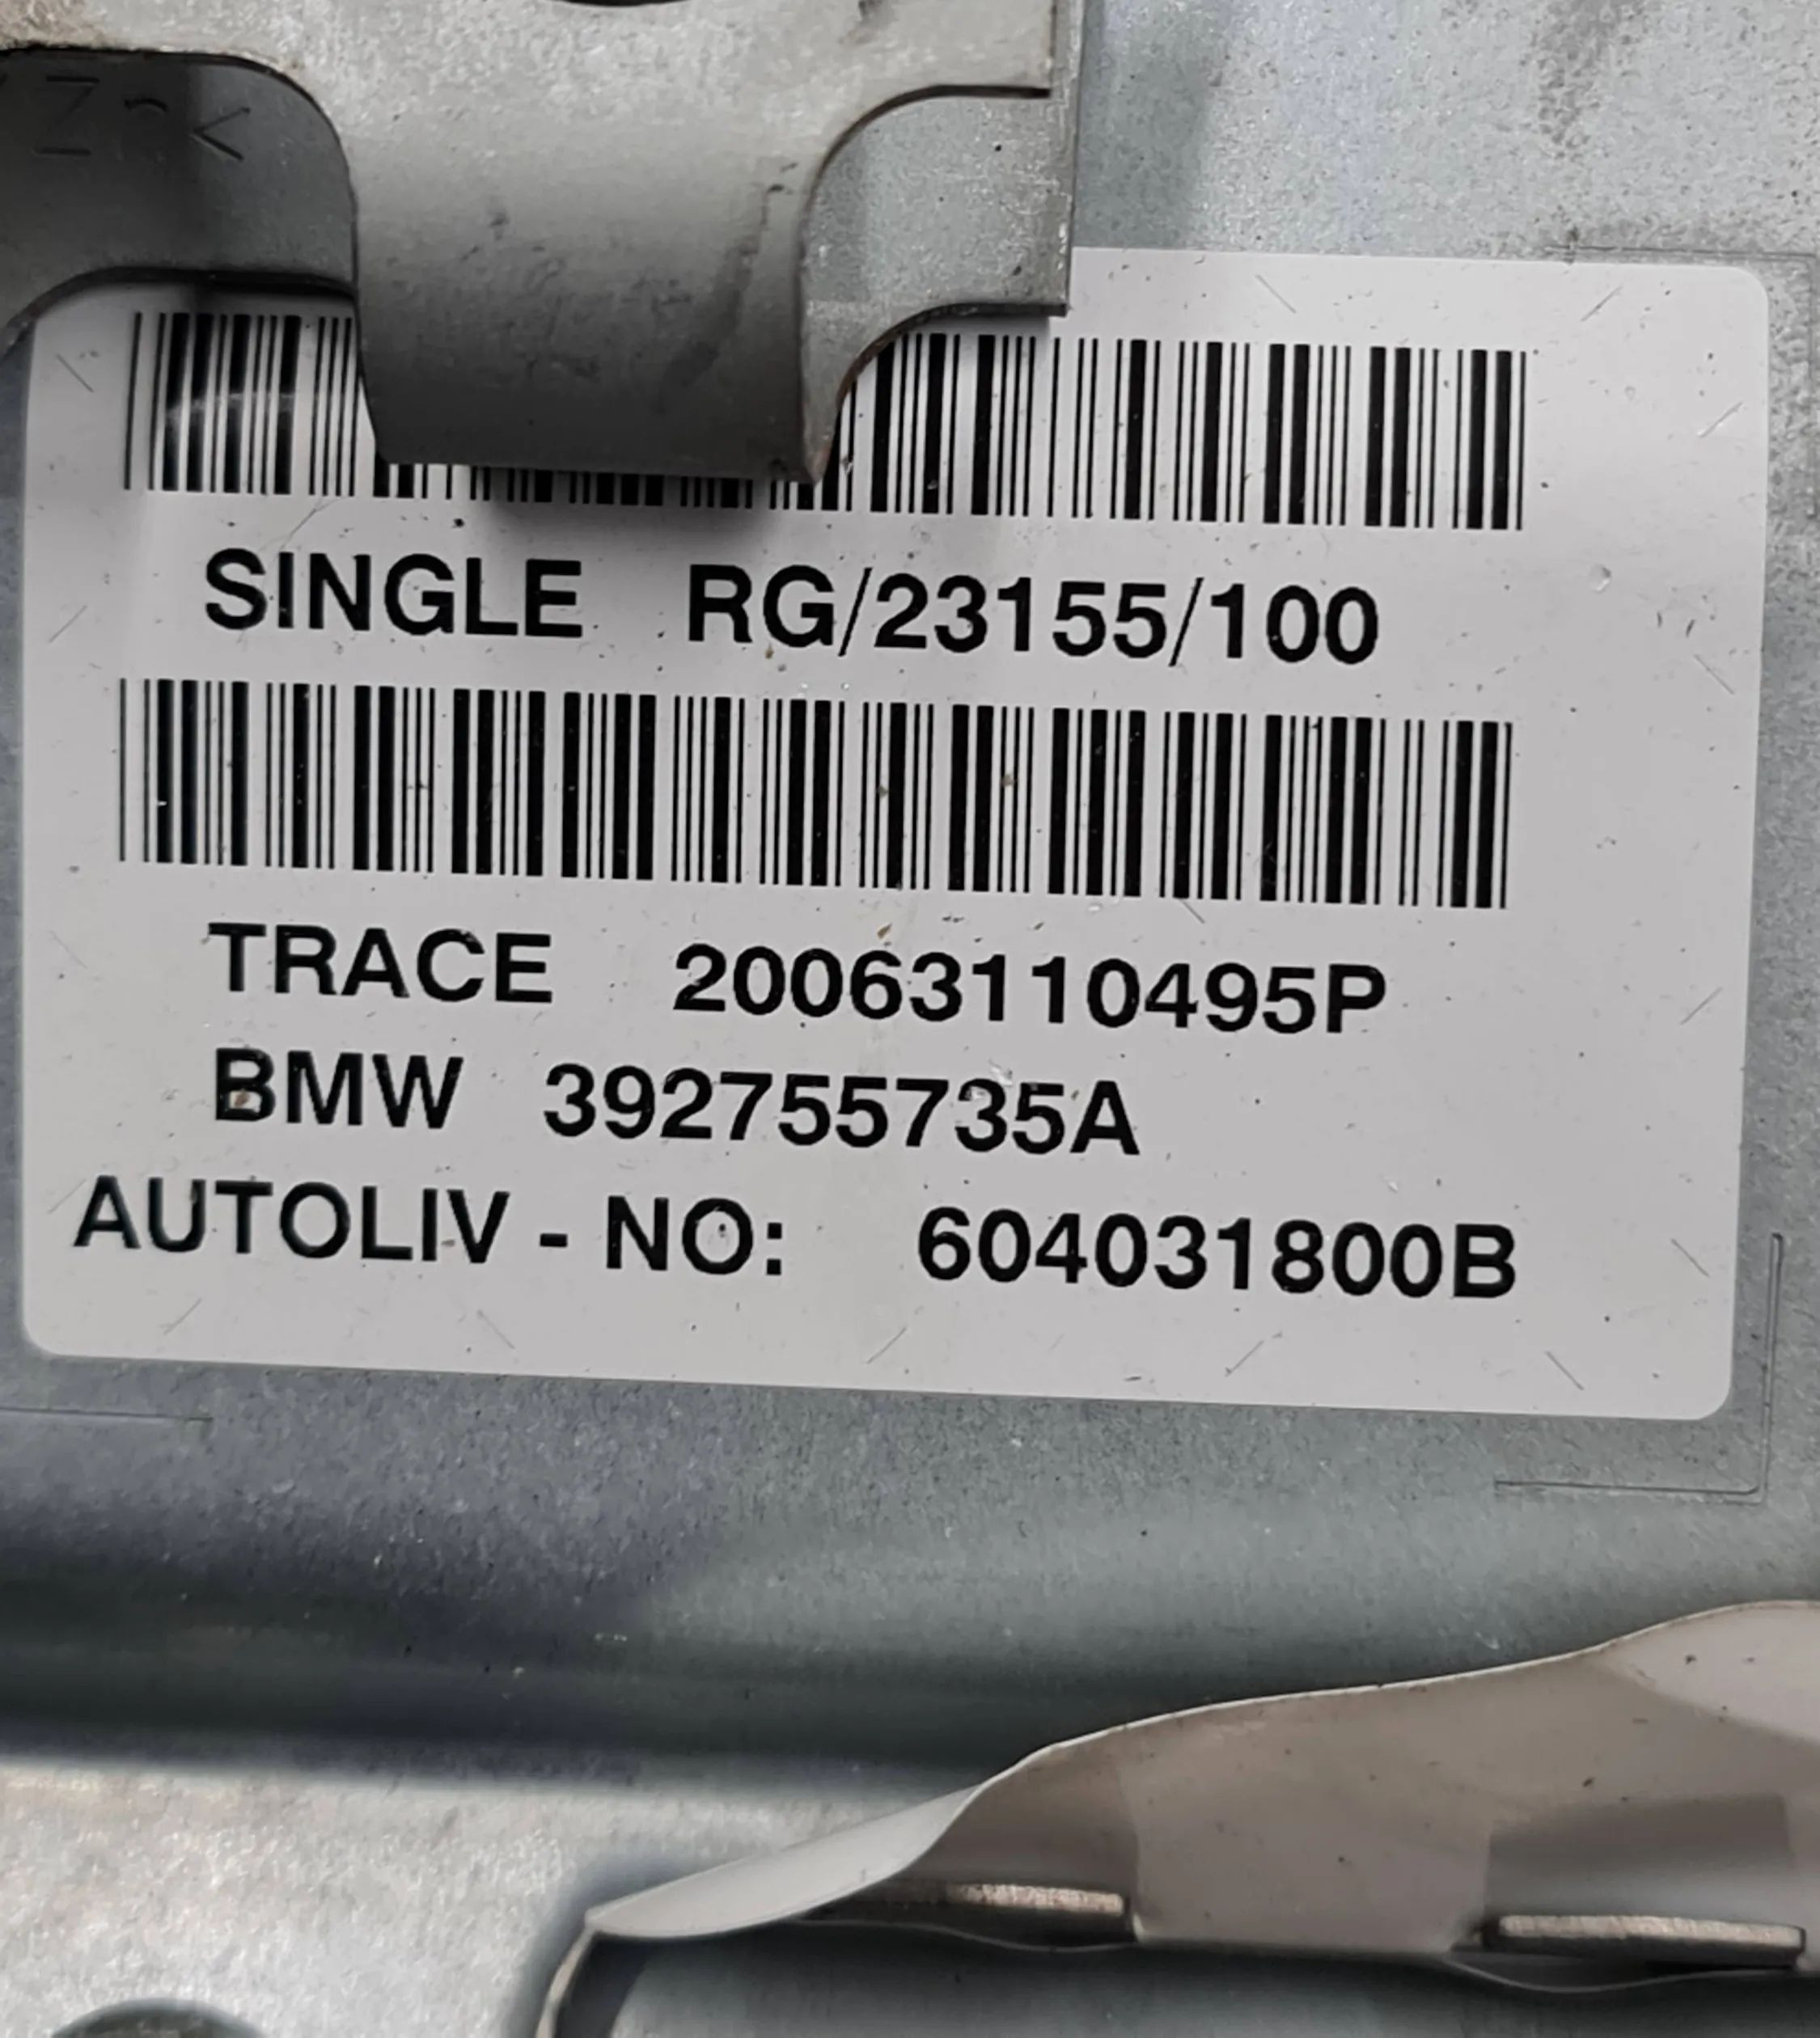 SINGLE RG/23155/100
TRACE 20063110495P
BMW 392755735A
AUTOLIV - NO: 604031800B